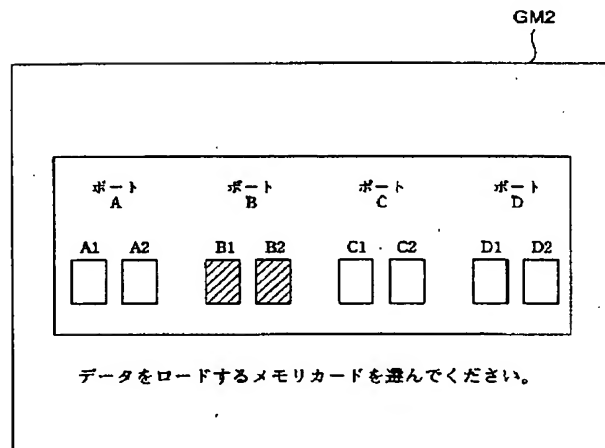 GM2
ポート ポート ポート ポート
A B C D
A1 A2 B1 B2 C1 C2 D1 D2
データをロードするメモリカードを選んでください。